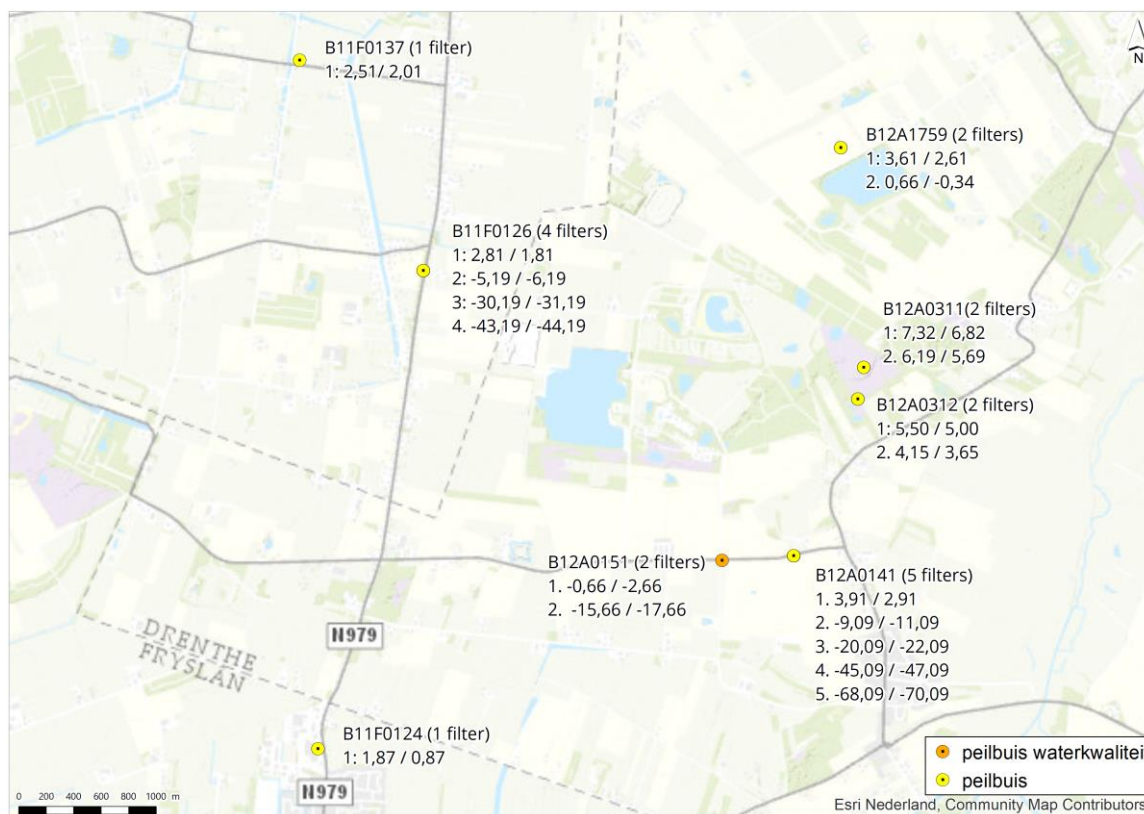 B11F0137 (1 filter)
1: 2,51/ 2,01
N
B12A1759 (2 filters)
1: 3,61 / 2,61
2. 0,66 / -0,34
B11F0126 (4 filters)
1: 2,81 / 1,81
2: -5,19 / -6,19
3: -30,19 / -31,19
4. -43,19 / -44,19
B12A0311(2 filters)
1: 7,32 / 6,82
2. 6,19 / 5,69
B12A0312 (2 filters)
1: 5,50 / 5,00
2. 4,15 / 3,65
B12A0151 (2 filters)
1. -0,66 / -2,66
2. -15,66 / -17,66
B12A0141 (5 filters)
1. 3,91 / 2,91
2. -9,09 / -11,09
3. -20,09 / -22,09
4. -45,09 / -47,09
5. -68,09 / -70,09
N979
DRENTHE
FRYSLAN
B11F0124 (1 filter)
1: 1,87 / 0,87
N979
peilbuis waterkwalitei
peilbuis
0 200 400 600 800 1000 m
Esri Nederland, Community Map Contributors